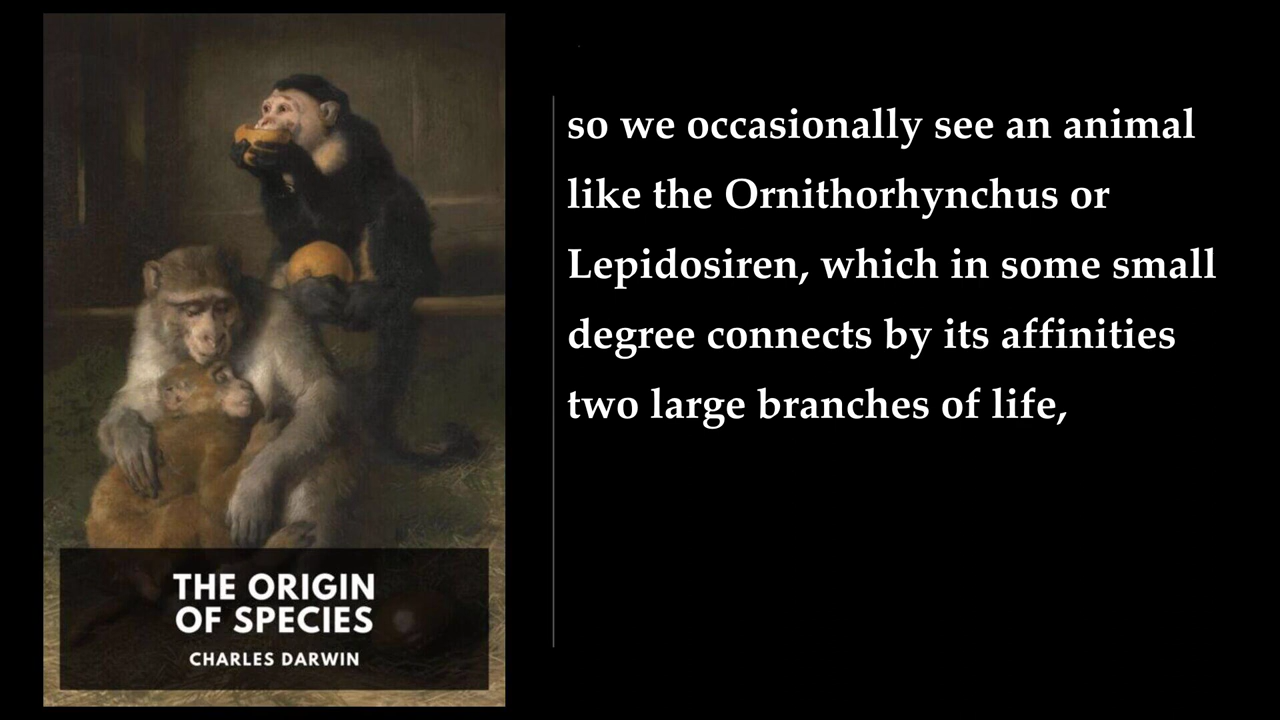 THE ORIGIN
OF SPECIES
CHARLES DARWIN
so we occasionally see an animal
like the Ornithorhynchus or
Lepidosiren, which in some small
degree connects by its affinities
two large branches of life,